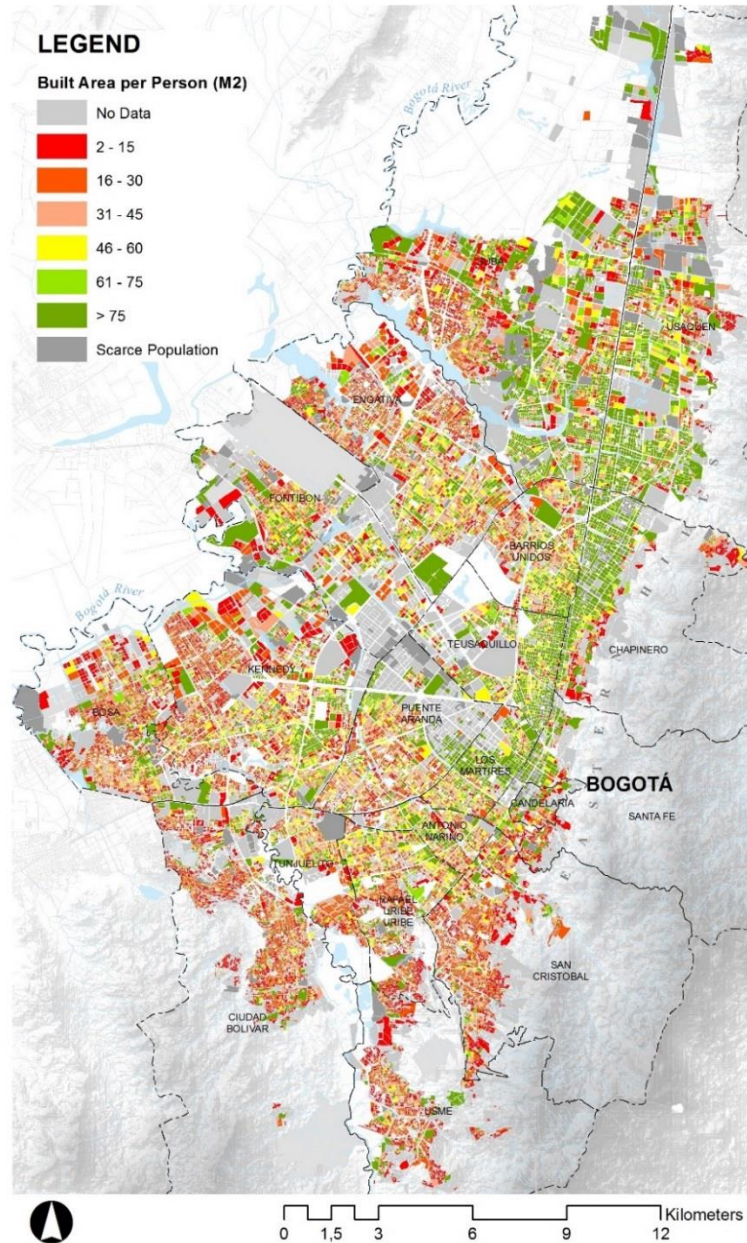 LEGEND
Built Area per Person (M2)
No Data
2 - 15
16 - 30
31 - 45
46 - 60
61 - 75
> 75
Scarce Population
Bogotá River
SUBA
USAQUEN
ENGATIVA
FONTIBON
BARRIOS
UNIDOS
Bogotá River
TEUSAQUILLO
CHAPINERO
KENNEDY
BOSA
PUENTE
ARANDA
LOS
MARTIRES
BOGOTÁ
CANDELARIA
SANTA FE
EASTERN HILLS
ANTONIO
NARIÑO
TUNJUELITO
RAFAEL
URIBE
URIBE
SAN
CRISTOBAL
CIUDAD
BOLIVAR
USME
Kilometers
0 1,5 3 6 9 12